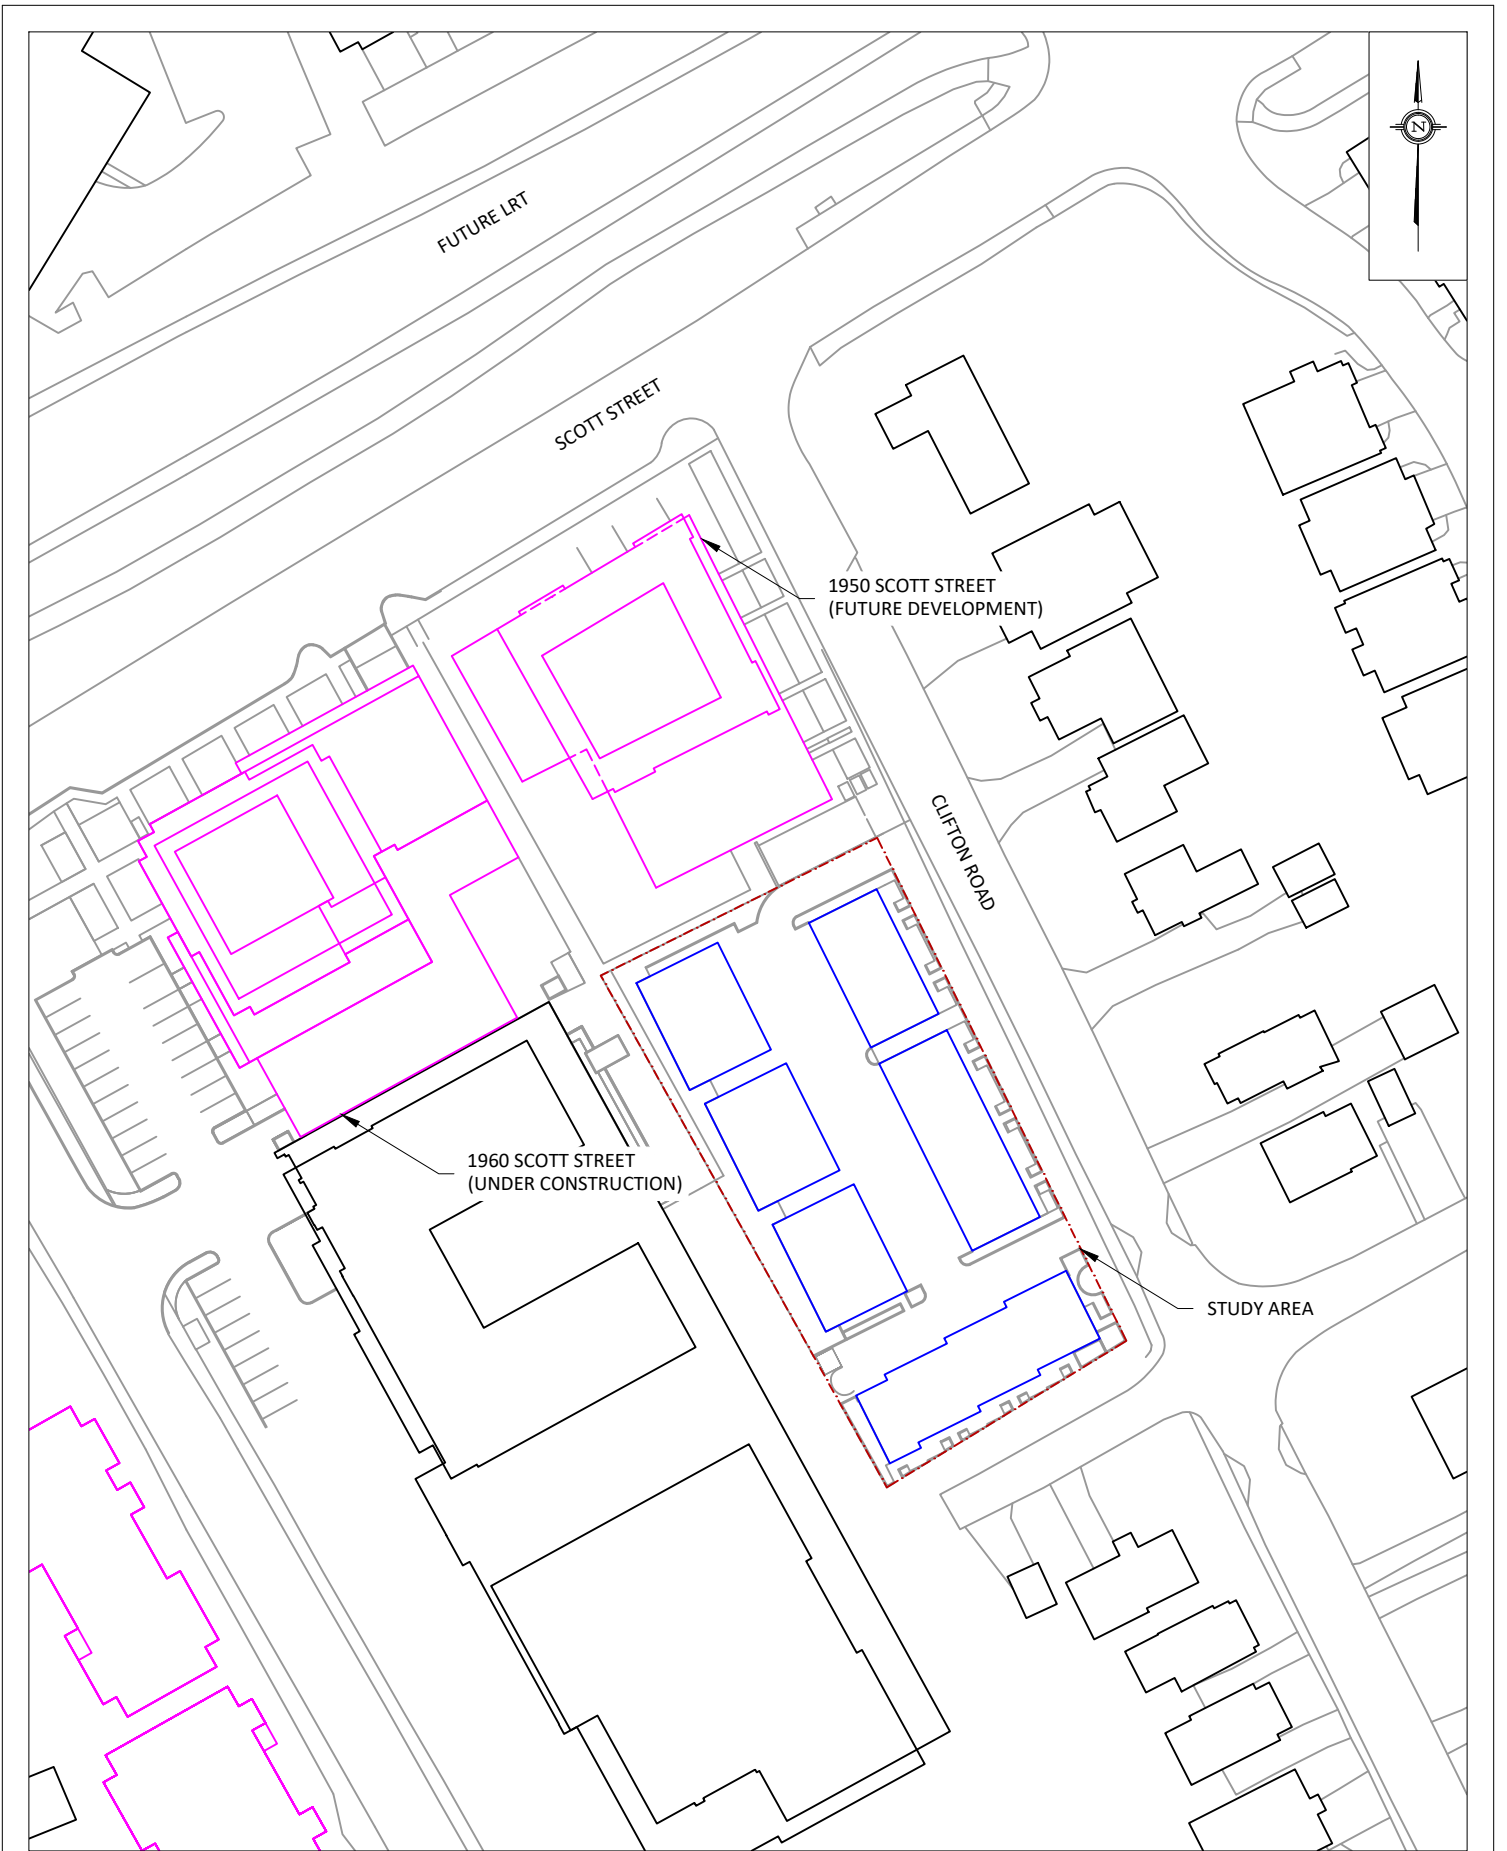 N
FUTURE LRT
SCOTT STREET
1950 SCOTT STREET
(FUTURE DEVELOPMENT)
CLIFTON ROAD
1960 SCOTT STREET
(UNDER CONSTRUCTION)
STUDY AREA